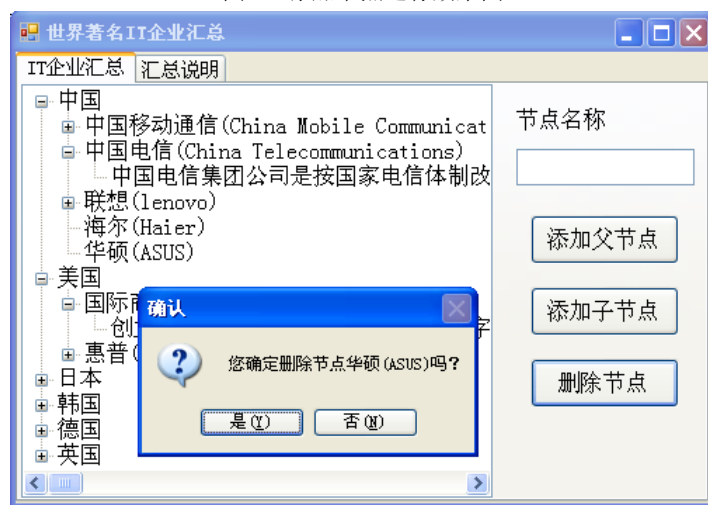 世界著名IT企业汇总
IT企业汇总 汇总说明
中国
中国移动通信(China Mobile Communicat
中国电信(China Telecommunications)
中国电信集团公司是按国家电信体制改
联想(lenovo)
海尔(Haier)
华硕(ASUS)
美国
国际商
创
字
惠普(
日本
韩国
德国
英国
节点名称
添加父节点
添加子节点
删除节点
确认
您确定删除节点华硕(ASUS)吗?
是(Y)
否(N)